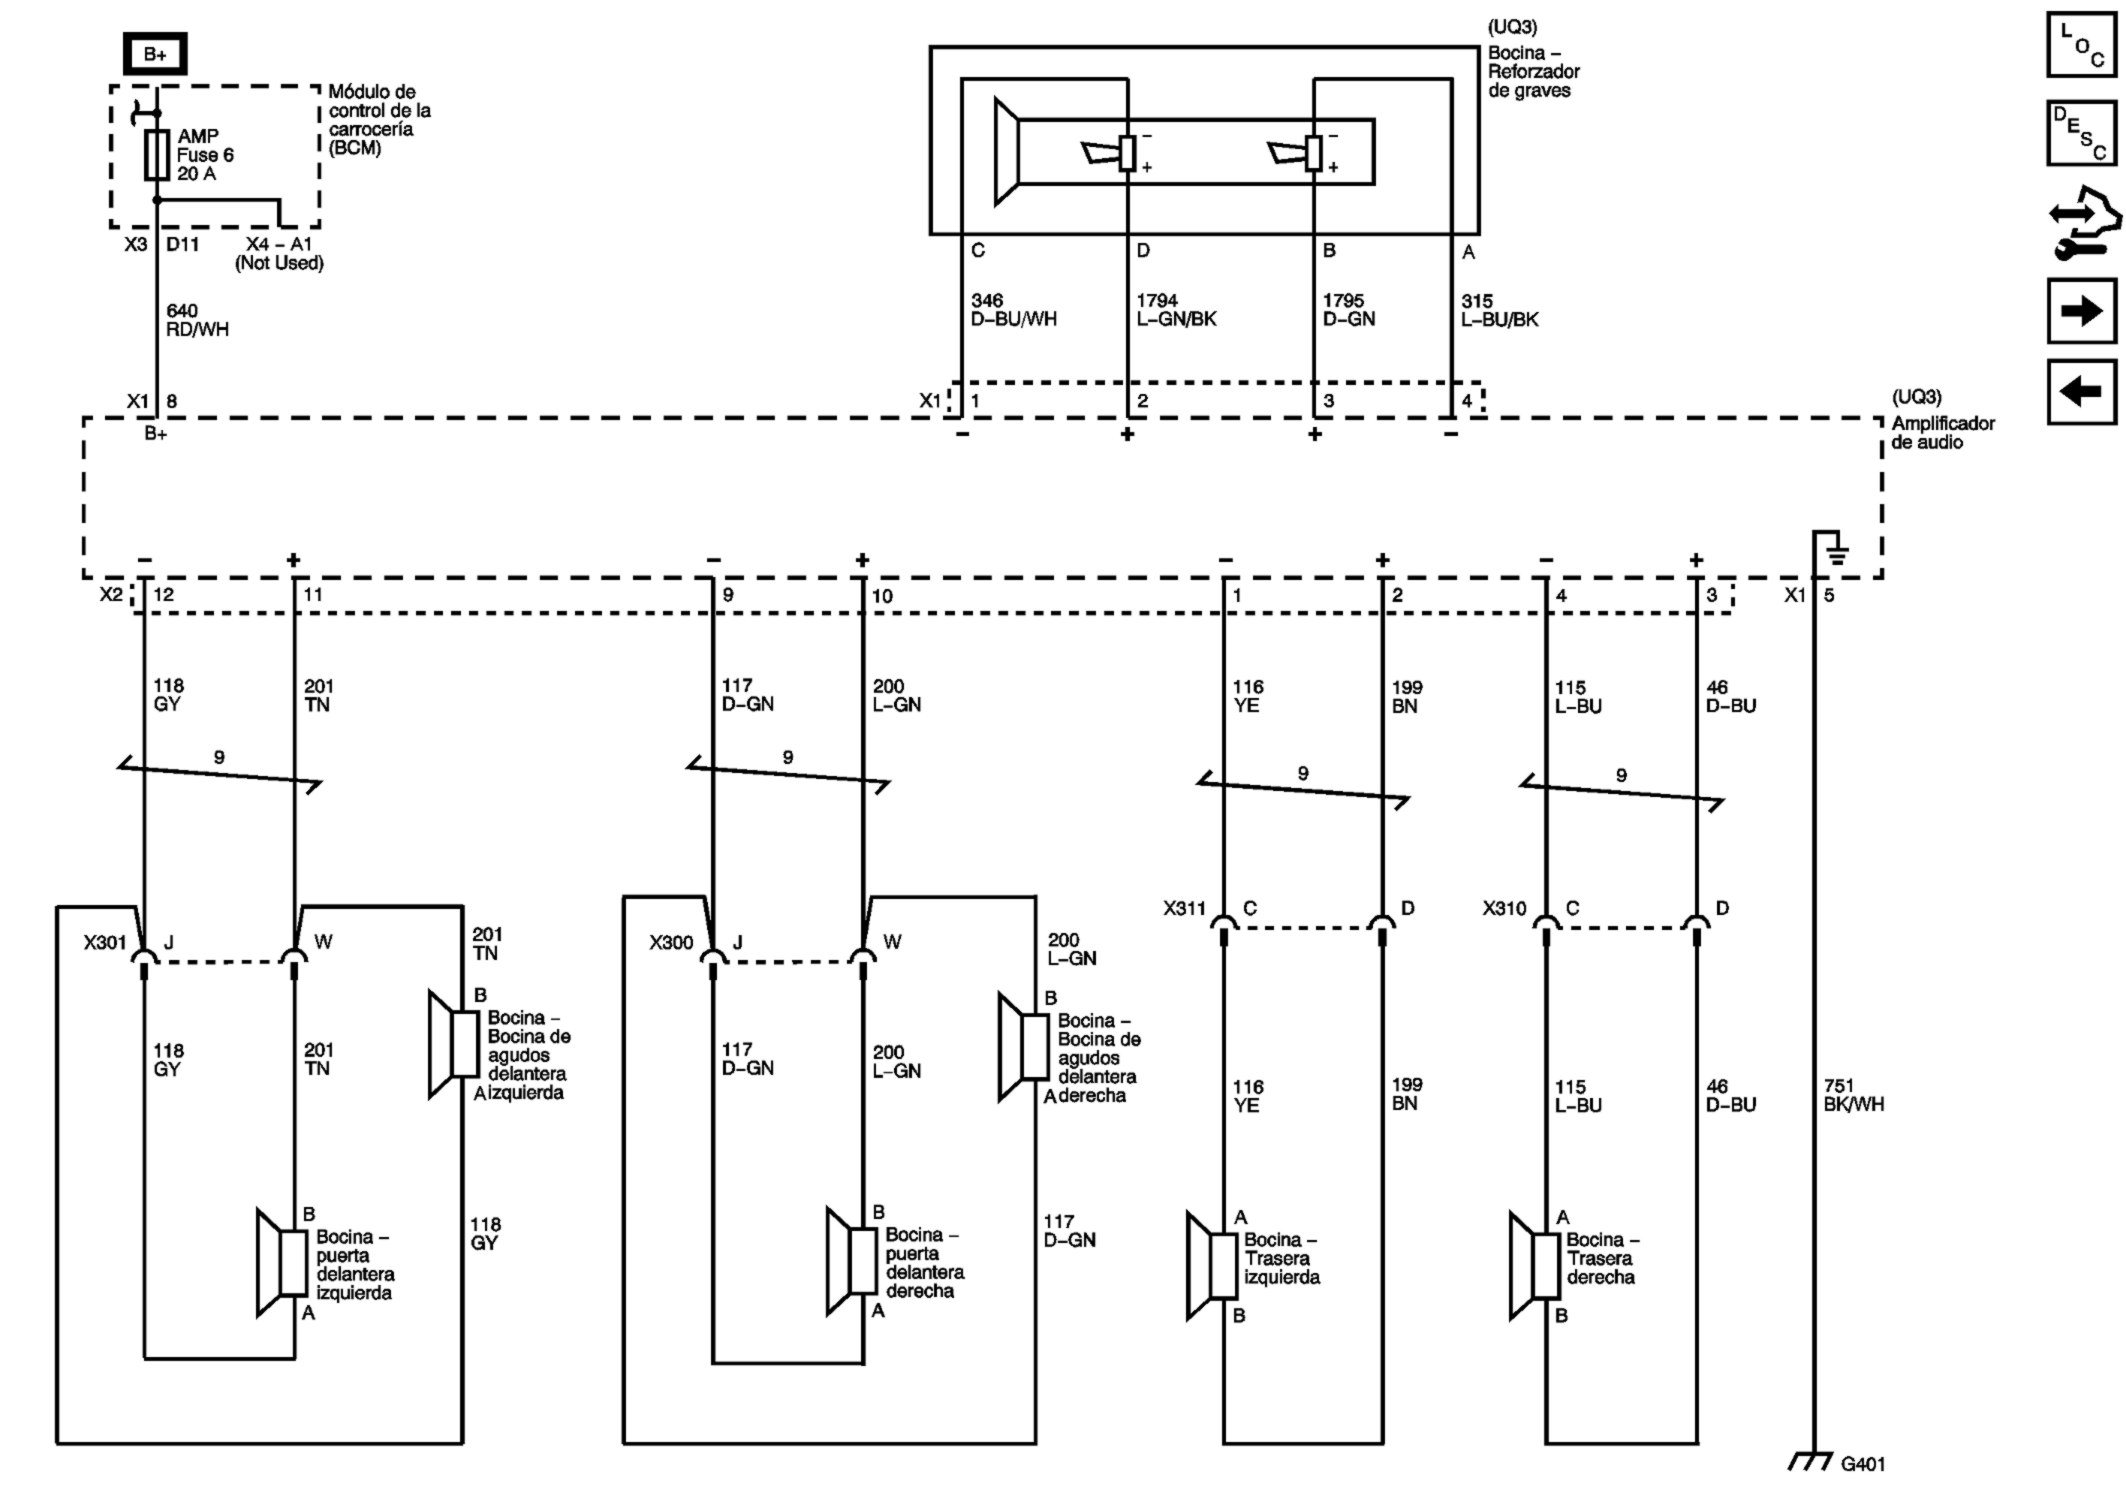 B+
Módulo de
control de la
carrocería
(BCM)
AMP
Fuse 6
20 A
X3 D11
X4 – A1
(Not Used)
640
RD/WH
X1 8
B+
(UQ3)
Bocina –
Reforzador
de graves
–
+
–
+
C D B A
346
D–BU/WH
1794
L–GN/BK
1795
D–GN
315
L–BU/BK
X1 1 2 3 4
– + + –
L
O
C
D
E
S
C
(UQ3)
Amplificador
de audio
– + – + – + – +
X2 12 11 9 10 1 2 4 3 X1 5
118
GY
201
TN
117
D–GN
200
L–GN
116
YE
199
BN
115
L–BU
46
D–BU
9 9 9 9
X301 J W
201
TN
X300 J W
200
L–GN
X311 C D
X310 C D
B
Bocina –
Bocina de
agudos
delantera
A izquierda
B
Bocina –
Bocina de
agudos
delantera
A derecha
118
GY
201
TN
117
D–GN
200
L–GN
116
YE
199
BN
115
L–BU
46
D–BU
751
BK/WH
B
Bocina –
puerta
delantera
izquierda
A
118
GY
B
Bocina –
puerta
delantera
derecha
A
117
D–GN
A
Bocina –
Trasera
izquierda
B
A
Bocina –
Trasera
derecha
B
G401